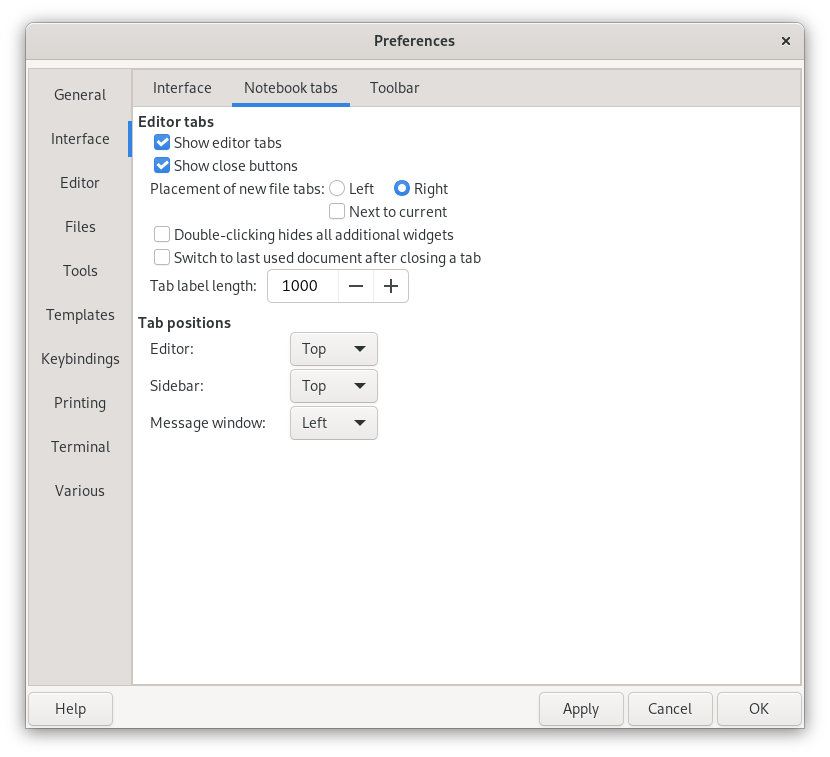 Preferences
General
Interface
Editor
Files
Tools
Templates
Keybindings
Printing
Terminal
Various
Interface Notebook tabs Toolbar
Editor tabs
Show editor tabs
Show close buttons
Placement of new file tabs: Left Right
Next to current
Double-clicking hides all additional widgets
Switch to last used document after closing a tab
Tab label length: 1000
Tab positions
Editor: Top
Sidebar: Top
Message window: Left
Help Apply Cancel OK